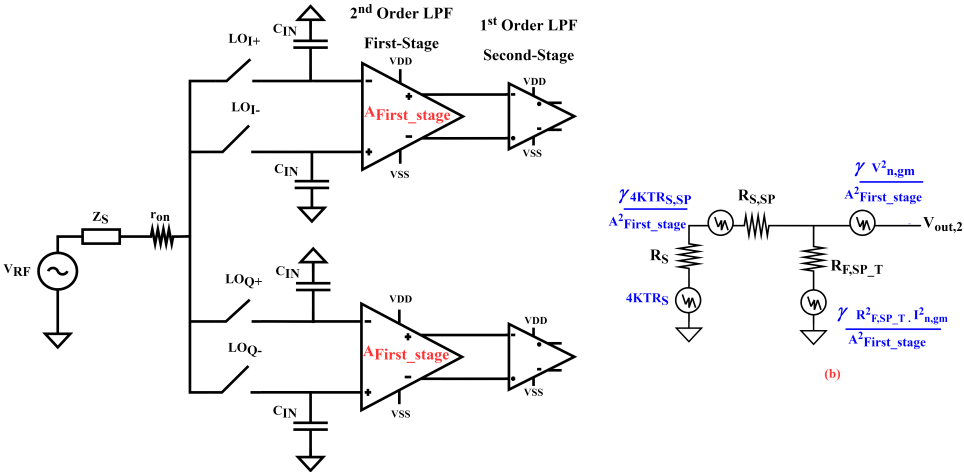 2nd Order LPF
First-Stage
1st Order LPF
Second-Stage
CIN
LOI+
VDD
VDD
-
+
-
AFirst_stage
LOI-
-
+
CIN
VSS
VSS
ZS
ron
VRF
CIN
LOQ+
VDD
VDD
-
+
-
AFirst_stage
LOQ-
-
+
CIN
VSS
VSS
γ 4KTRS,SP
A2First_stage
RS,SP
γ V2n,gm
A2First_stage
Vout,2
RS
RF,SP_T
4KTRS
γ R2F,SP_T . I2n,gm
A2First_stage
(b)